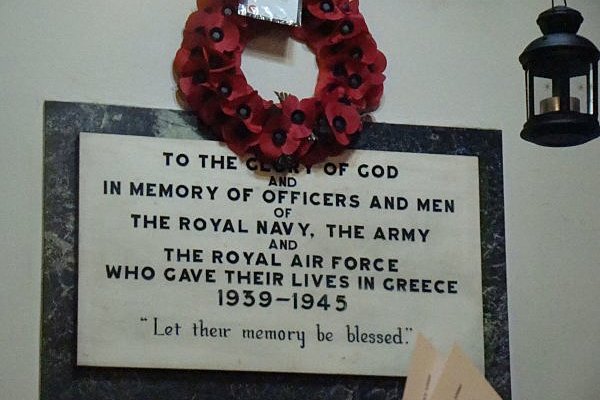 TO THE GLORY OF GOD
AND
IN MEMORY OF OFFICERS AND MEN
OF
THE ROYAL NAVY, THE ARMY
AND
THE ROYAL AIR FORCE
WHO GAVE THEIR LIVES IN GREECE
1939-1945
"Let their memory be blessed."